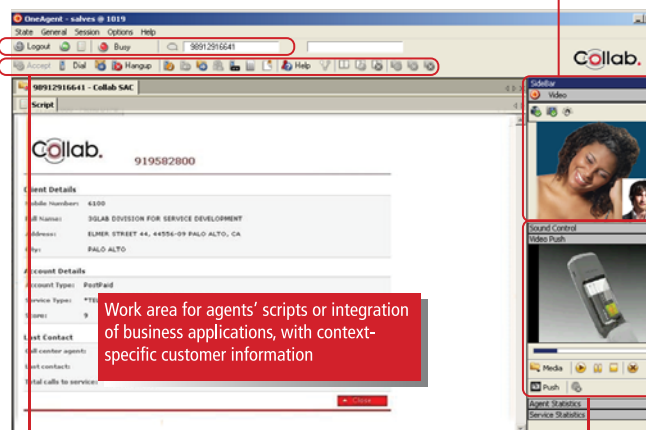 OneAgent - salves @ 1019
State General Session Options Help
Logout Busy 98912916641
Accept Dial Hangup Help
Collab.
98912916641 - Collab SAC
SideBar
Video
Script
Collab.
919582800
Client Details
Mobile Number: 6100
Full Name: 3GLAB DIVISION FOR SERVICE DEVELOPMENT
Address: ELMER STREET 44, 44556-09 PALO ALTO, CA
City: PALO ALTO
Sound Control
Video Push
Account Details
Account Type: PostPaid
Service Type:
Score: 9
Work area for agents' scripts or integration
of business applications, with context-
specific customer information
Last Contact
Call center agent:
Last contact:
Total calls to service:
Media
Push
Close
Agent Statistics
Service Statistics